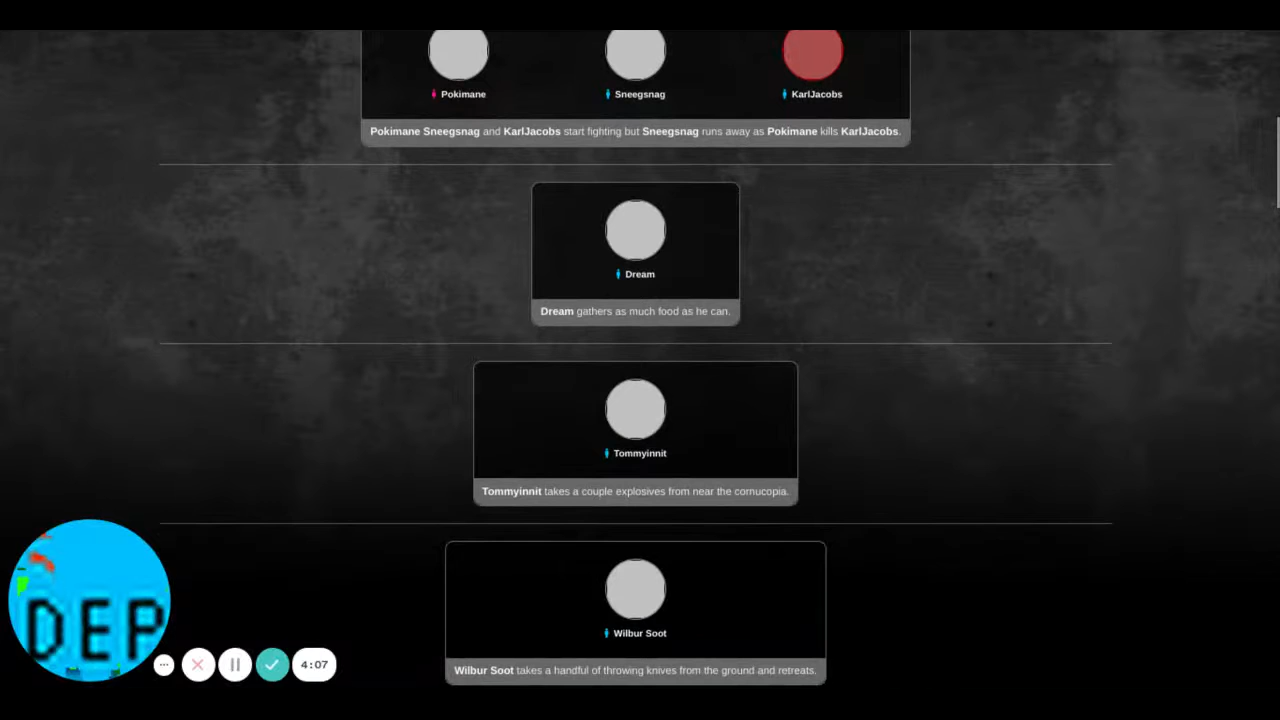 Pokimane
Sneegsnag
KarlJacobs
Pokimane Sneegsnag and KarlJacobs start fighting but Sneegsnag runs away as Pokimane kills KarlJacobs.
Dream
Dream gathers as much food as he can.
Tommyinnit
Tommyinnit takes a couple explosives from near the cornucopia.
Wilbur Soot
Wilbur Soot takes a handful of throwing knives from the ground and retreats.
DEP
4:07